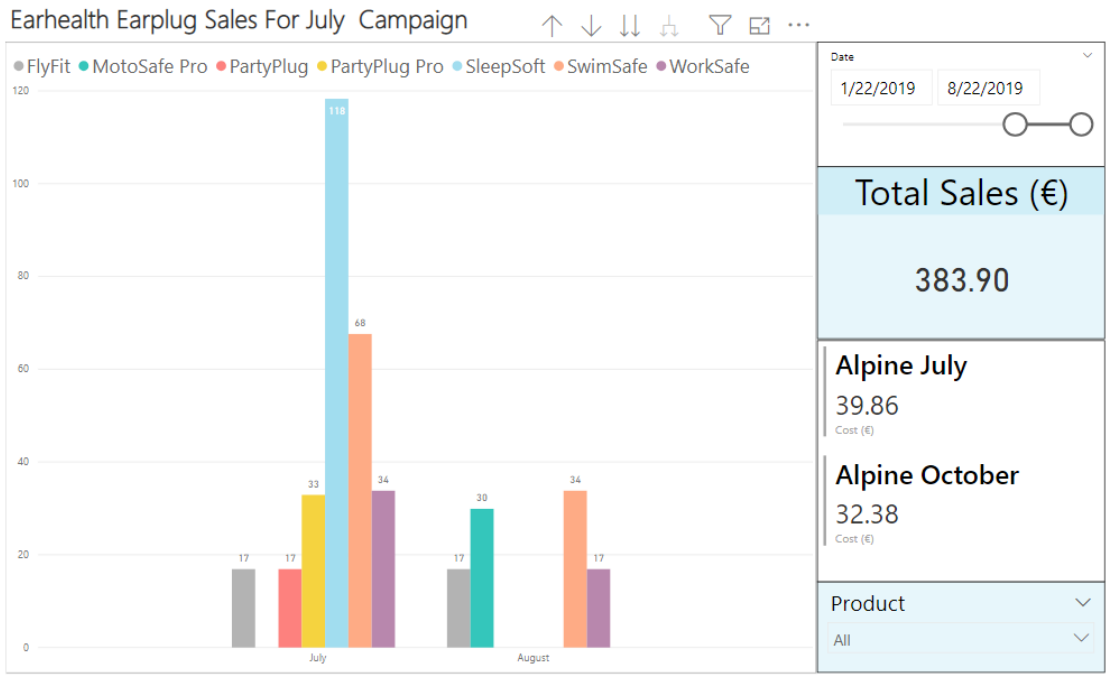 Earhealth Earplug Sales For July  Campaign
FlyFit MotoSafe Pro PartyPlug PartyPlug Pro SleepSoft SwimSafe WorkSafe
120
100
80
60
40
20
0
17
17
33
118
68
34
17
30
34
17
July
August
Date
1/22/2019 8/22/2019
Total Sales (€)
383.90
Alpine July
39.86
Cost (€)
Alpine October
32.38
Cost (€)
Product
All